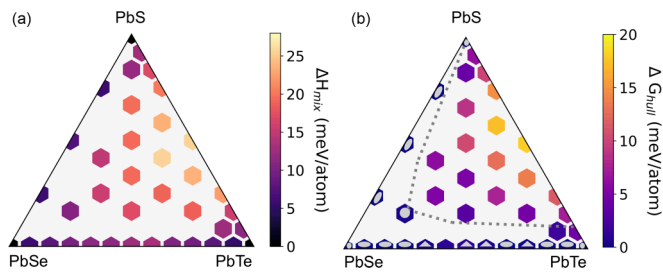 (a)
PbS
PbSe
PbTe
25
20
15
10
5
0
ΔH_mix (meV/atom)
(b)
PbS
PbSe
PbTe
20
15
10
5
0
Δ G_hull (meV/atom)